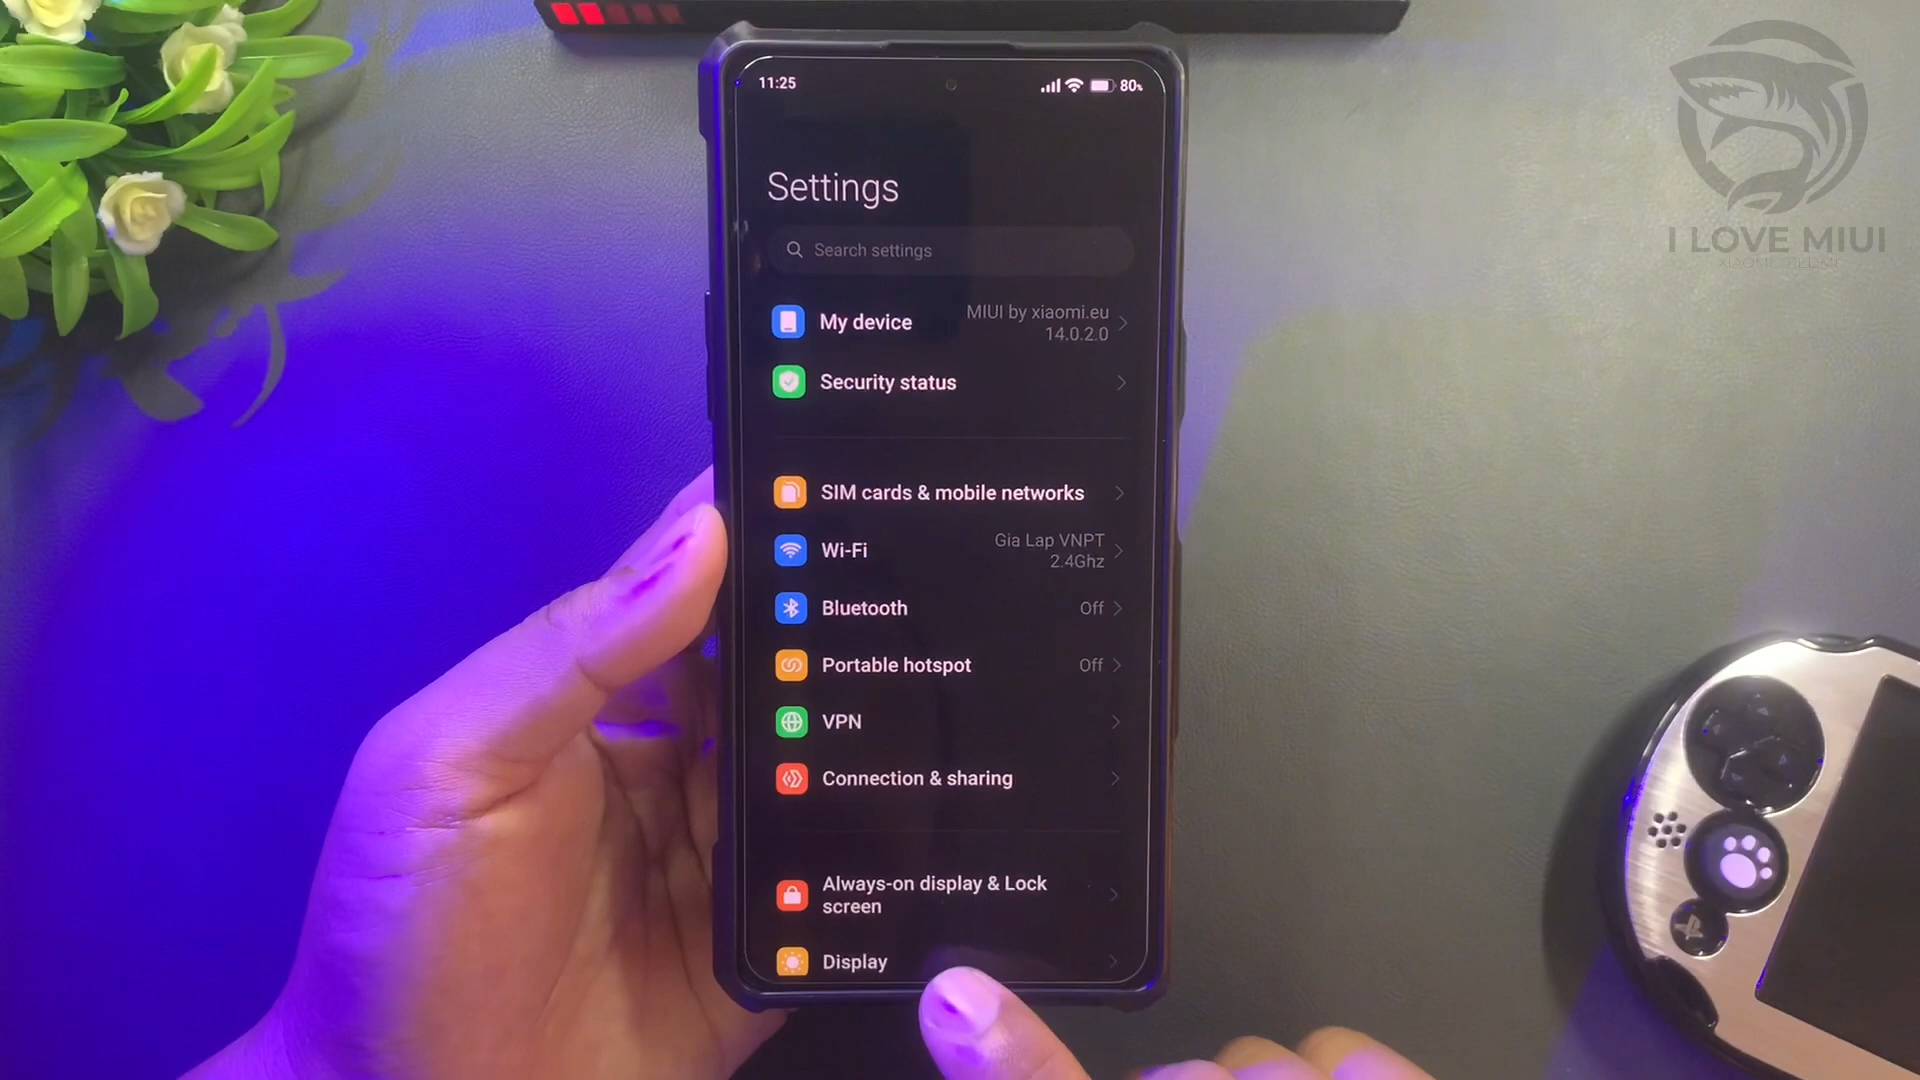 11:25
80%
Settings
Search settings
My device
MIUI by xiaomi.eu
14.0.2.0
Security status
SIM cards & mobile networks
Wi-Fi
Gia Lap VNPT
2.4Ghz
Bluetooth
Off
Portable hotspot
Off
VPN
Connection & sharing
Always-on display & Lock
screen
Display
I LOVE MIUI